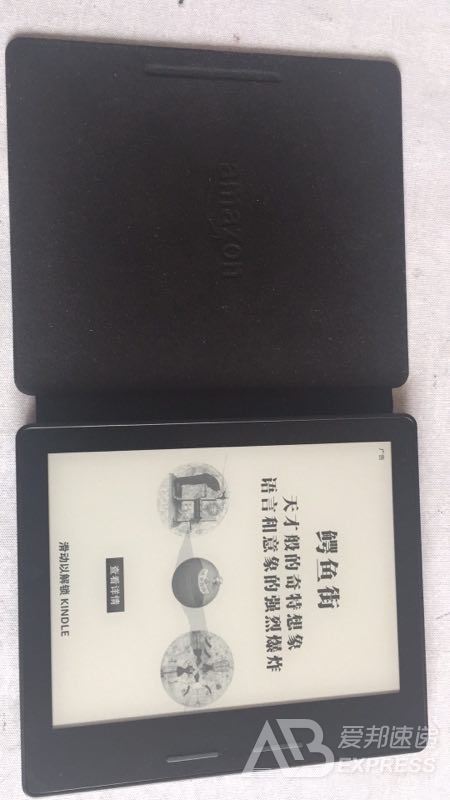 amazon
广告
鳄鱼街
天才般的奇特想象
语言和意象的强烈爆炸
查看详情
滑动以解锁 KINDLE
AB 爱邦速递
EXPRESS